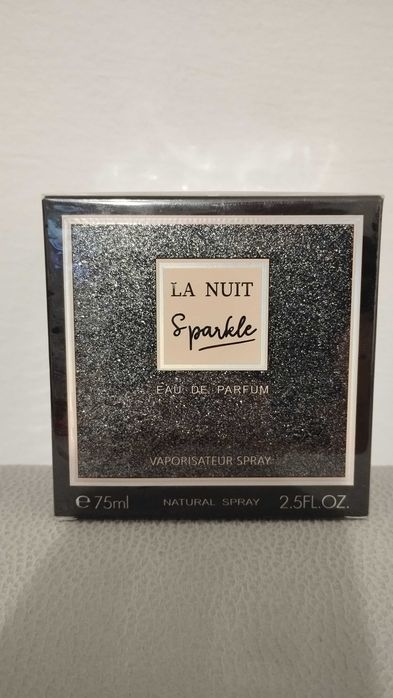 LA NUIT
Sparkle
EAU DE PARFUM
VAPORISATEUR SPRAY
℮75ml NATURAL SPRAY 2.5FL.OZ.